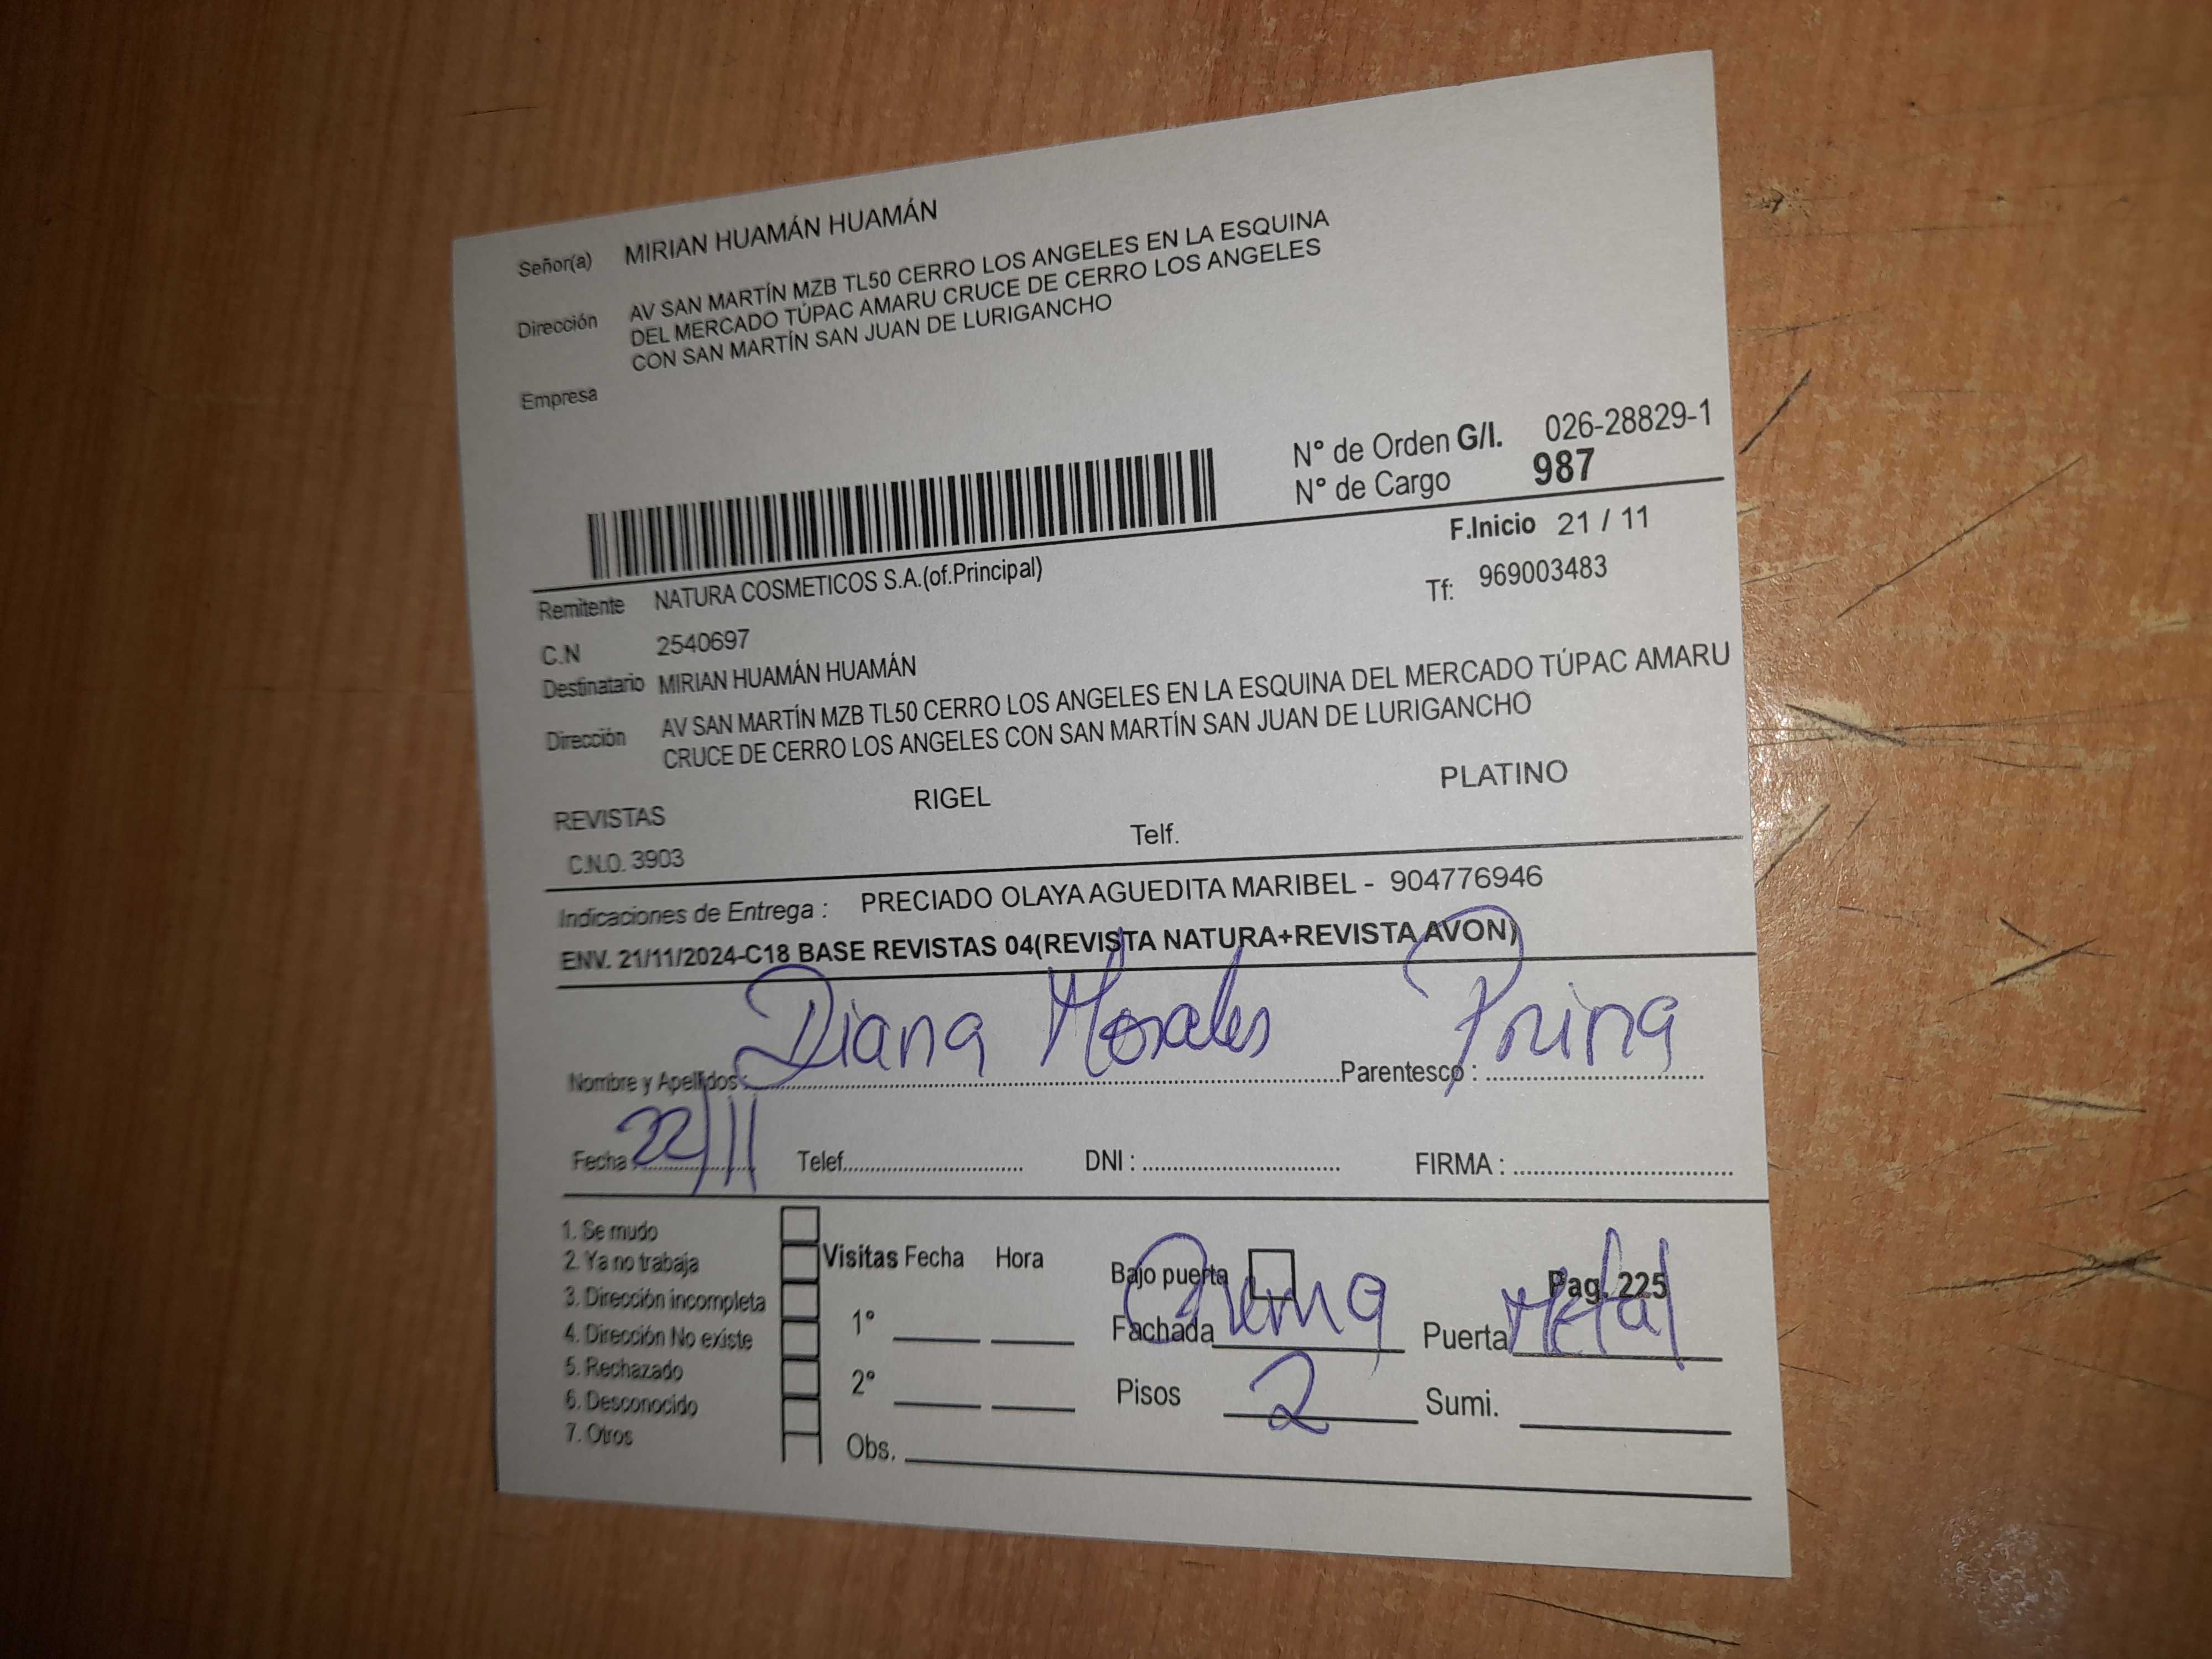 Señor(a) MIRIAN HUAMÁN HUAMÁN
Dirección AV SAN MARTÍN MZB TL50 CERRO LOS ANGELES EN LA ESQUINA
DEL MERCADO TÚPAC AMARU CRUCE DE CERRO LOS ANGELES
CON SAN MARTÍN SAN JUAN DE LURIGANCHO
Empresa
N° de Orden G/I. 026-28829-1
N° de Cargo 987
F.Inicio 21 / 11
Remitente NATURA COSMETICOS S.A.(of.Principal) Tf: 969003483
C.N 2540697
Destinatario MIRIAN HUAMÁN HUAMÁN
Dirección AV SAN MARTÍN MZB TL50 CERRO LOS ANGELES EN LA ESQUINA DEL MERCADO TÚPAC AMARU
CRUCE DE CERRO LOS ANGELES CON SAN MARTÍN SAN JUAN DE LURIGANCHO
REVISTAS RIGEL PLATINO
C.N.O. 3903 Telf.
Indicaciones de Entrega : PRECIADO OLAYA AGUEDITA MARIBEL - 904776946
ENV. 21/11/2024-C18 BASE REVISTAS 04(REVISTA NATURA+REVISTA AVON)
Nombre y Apellidos : Diana Morales Parentesco : Prima
Fecha 22/11 Telef. DNI : FIRMA :
1. Se mudo
2. Ya no trabaja
3. Dirección incompleta
4. Dirección No existe
5. Rechazado
6. Desconocido
7. Otros
Visitas Fecha Hora
1°
2°
Obs.
Bajo puerta Pag. 225
Fachada Crema Puerta Metal
Pisos 2 Sumi.